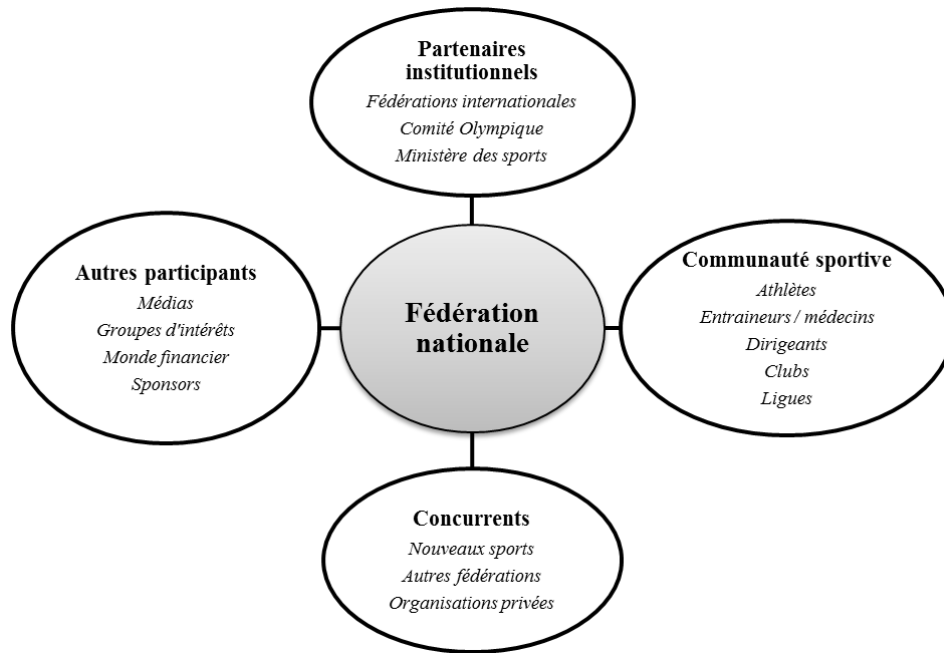 Partenaires
institutionnels
Fédérations internationales
Comité Olympique
Ministère des sports
Autres participants
Médias
Groupes d'intérêts
Monde financier
Sponsors
Fédération
nationale
Communauté sportive
Athlètes
Entraineurs / médecins
Dirigeants
Clubs
Ligues
Concurrents
Nouveaux sports
Autres fédérations
Organisations privées